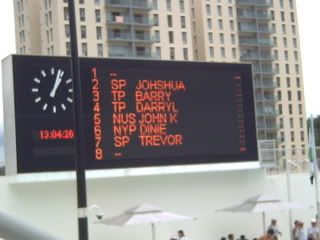 1 --
2 SP JOHSHUA
3 TP BARRY
4 TP DARRYL
5 NUS JOHN K
6 NYP DINIE
7 SP TREVOR
8 --
13:04:26